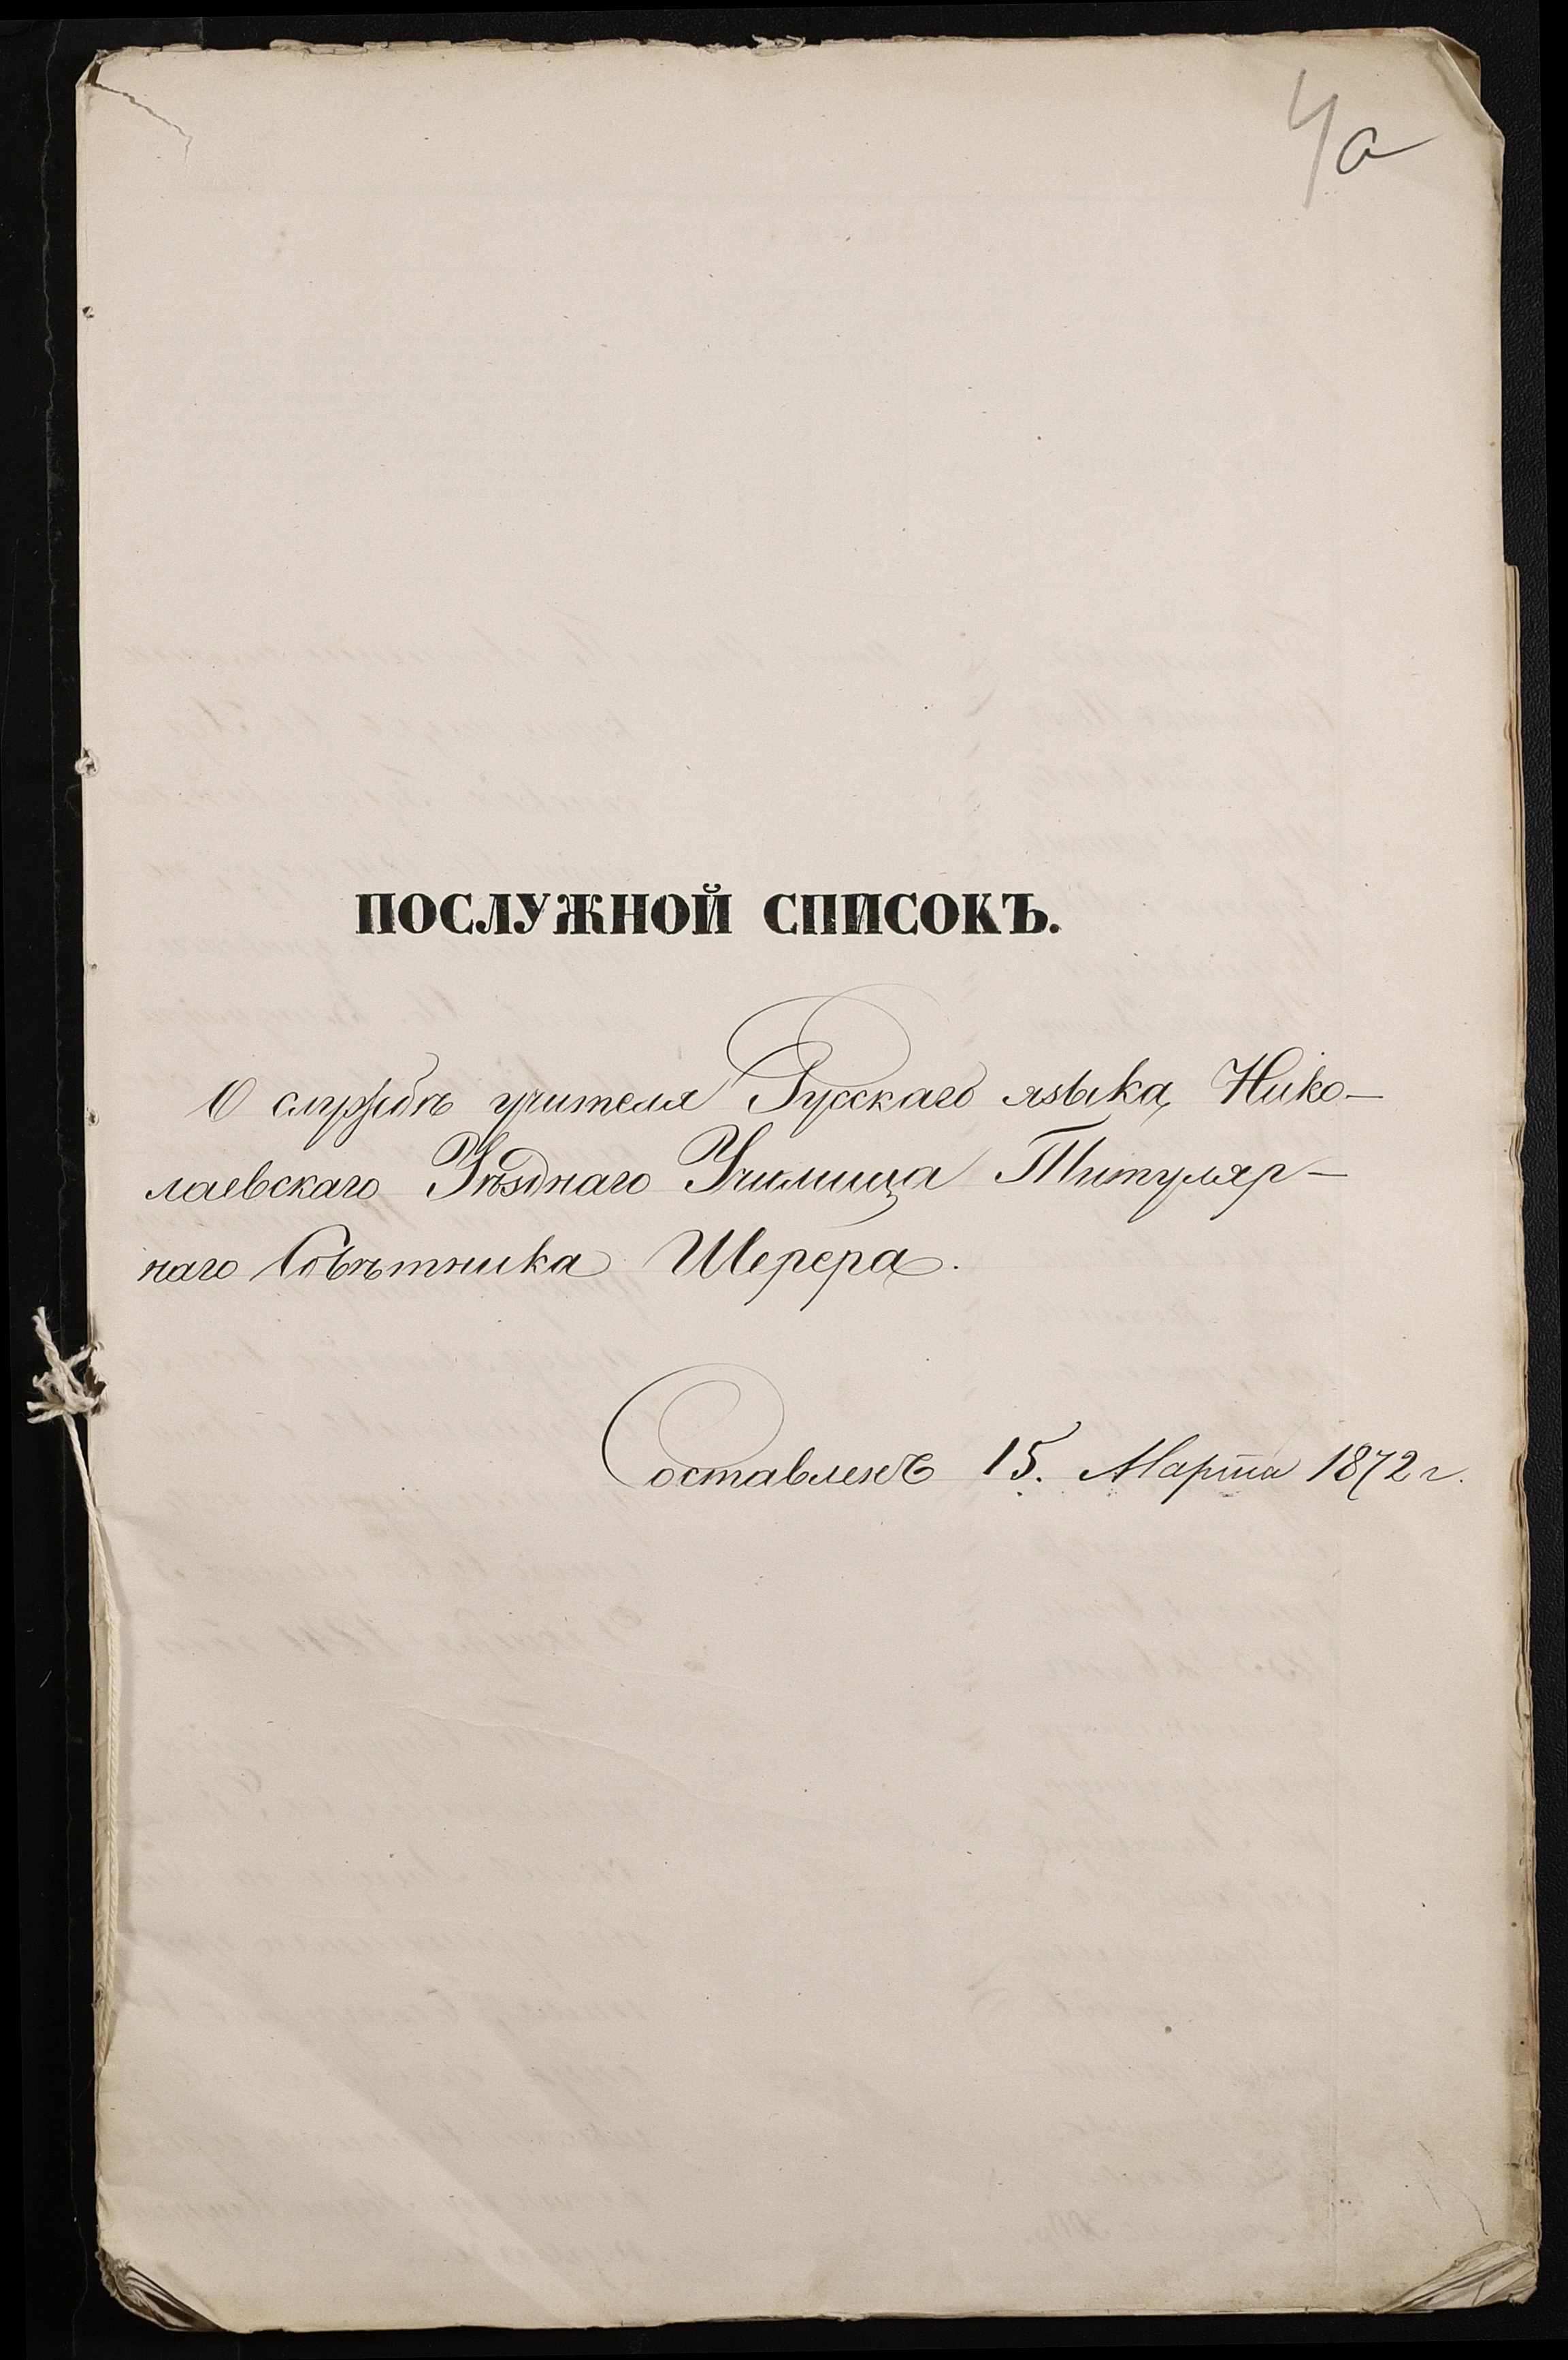 4а
ПОСЛУЖНОЙ СПИСОКЪ.
О службѣ учителя Русскаго языка, Нико-
лаевскаго Уѣзднаго Училища Титуляр-
наго Совѣтника Шерера.
Составленъ 15. Марта 1872 г.